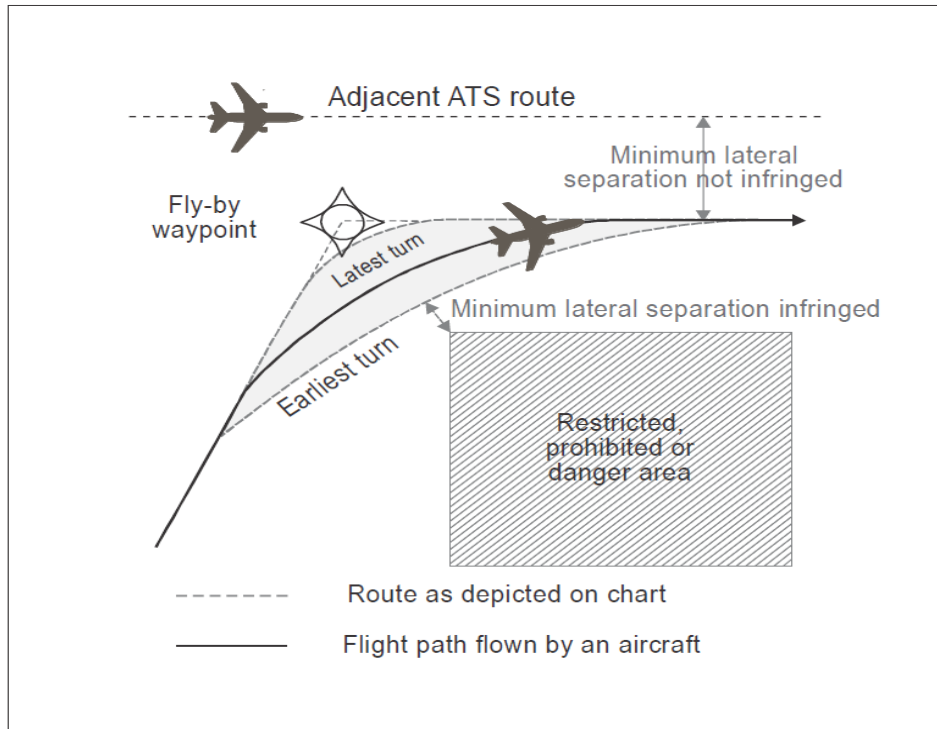 Adjacent ATS route
Minimum lateral
separation not infringed
Fly-by
waypoint
Latest turn
Minimum lateral separation infringed
Earliest turn
Restricted,
prohibited or
danger area
Route as depicted on chart
Flight path flown by an aircraft